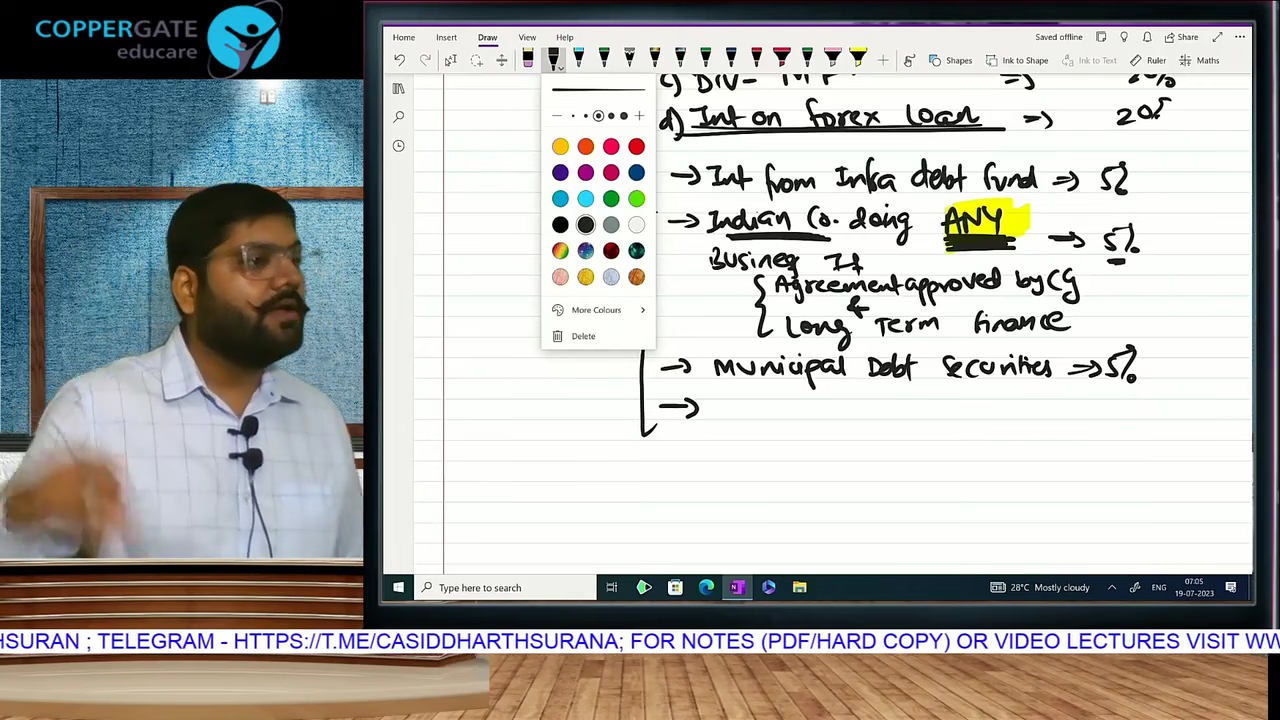 COPPERGATE
educare
Home Insert Draw View Help
Saved offline
Share
Shapes
Ink to Shape
Ink to Text
Ruler
Maths
c) DIV- MF =>
d) Int on forex Loan => 20%
→ Int from Infra debt fund => 5%
→ Indian Co. doing ANY → 5%
Business If
Agreement approved by CG
&
Long Term finance
→ Municipal Debt Securities => 5%
→
More Colours
Delete
Type here to search
28°C Mostly cloudy
ENG
07:05
19-07-2023
HSURAN ; TELEGRAM - HTTPS://T.ME/CASIDDHARTHSURANA; FOR NOTES (PDF/HARD COPY) OR VIDEO LECTURES VISIT WW